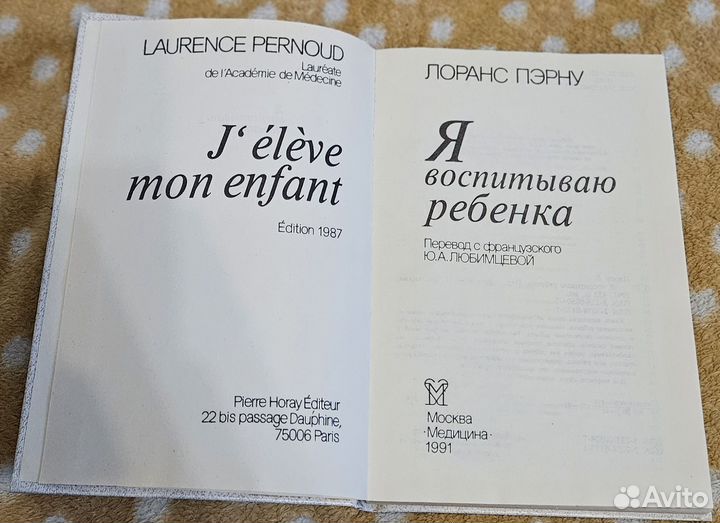 LAURENCE PERNOUD
Lauréate
de l'Académie de Médecine
J‘ élève
mon enfant
Édition 1987
Pierre Horay Éditeur
22 bis passage Dauphine,
75006 Paris
ЛОРАНС ПЭРНУ
Я
воспитываю
ребенка
Перевод с французского
Ю.А.ЛЮБИМЦЕВОЙ
Москва
·Медицина·
1991
Avito